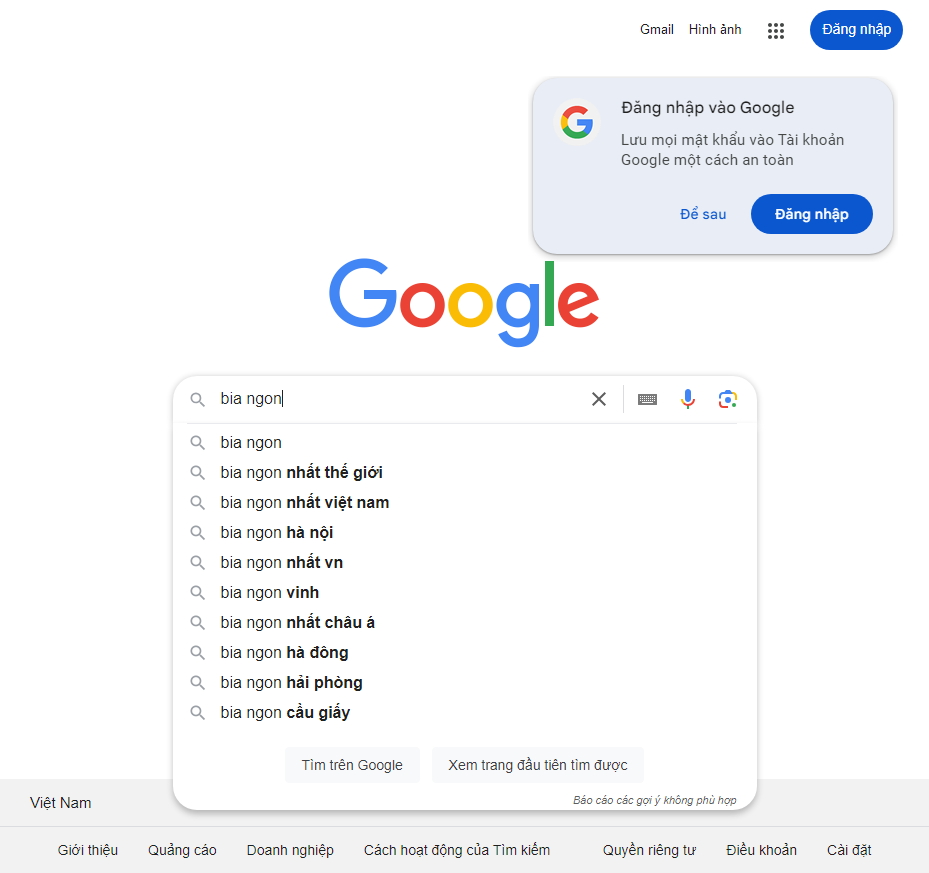 Gmail Hình ảnh Đăng nhập
Đăng nhập vào Google
Lưu mọi mật khẩu vào Tài khoản
Google một cách an toàn
Để sau Đăng nhập
Google
bia ngon
bia ngon
bia ngon nhất thế giới
bia ngon nhất việt nam
bia ngon hà nội
bia ngon nhất vn
bia ngon vinh
bia ngon nhất châu á
bia ngon hà đông
bia ngon hải phòng
bia ngon cầu giấy
Tìm trên Google Xem trang đầu tiên tìm được
Báo cáo các gợi ý không phù hợp
Việt Nam
Giới thiệu Quảng cáo Doanh nghiệp Cách hoạt động của Tìm kiếm Quyền riêng tư Điều khoản Cài đặt